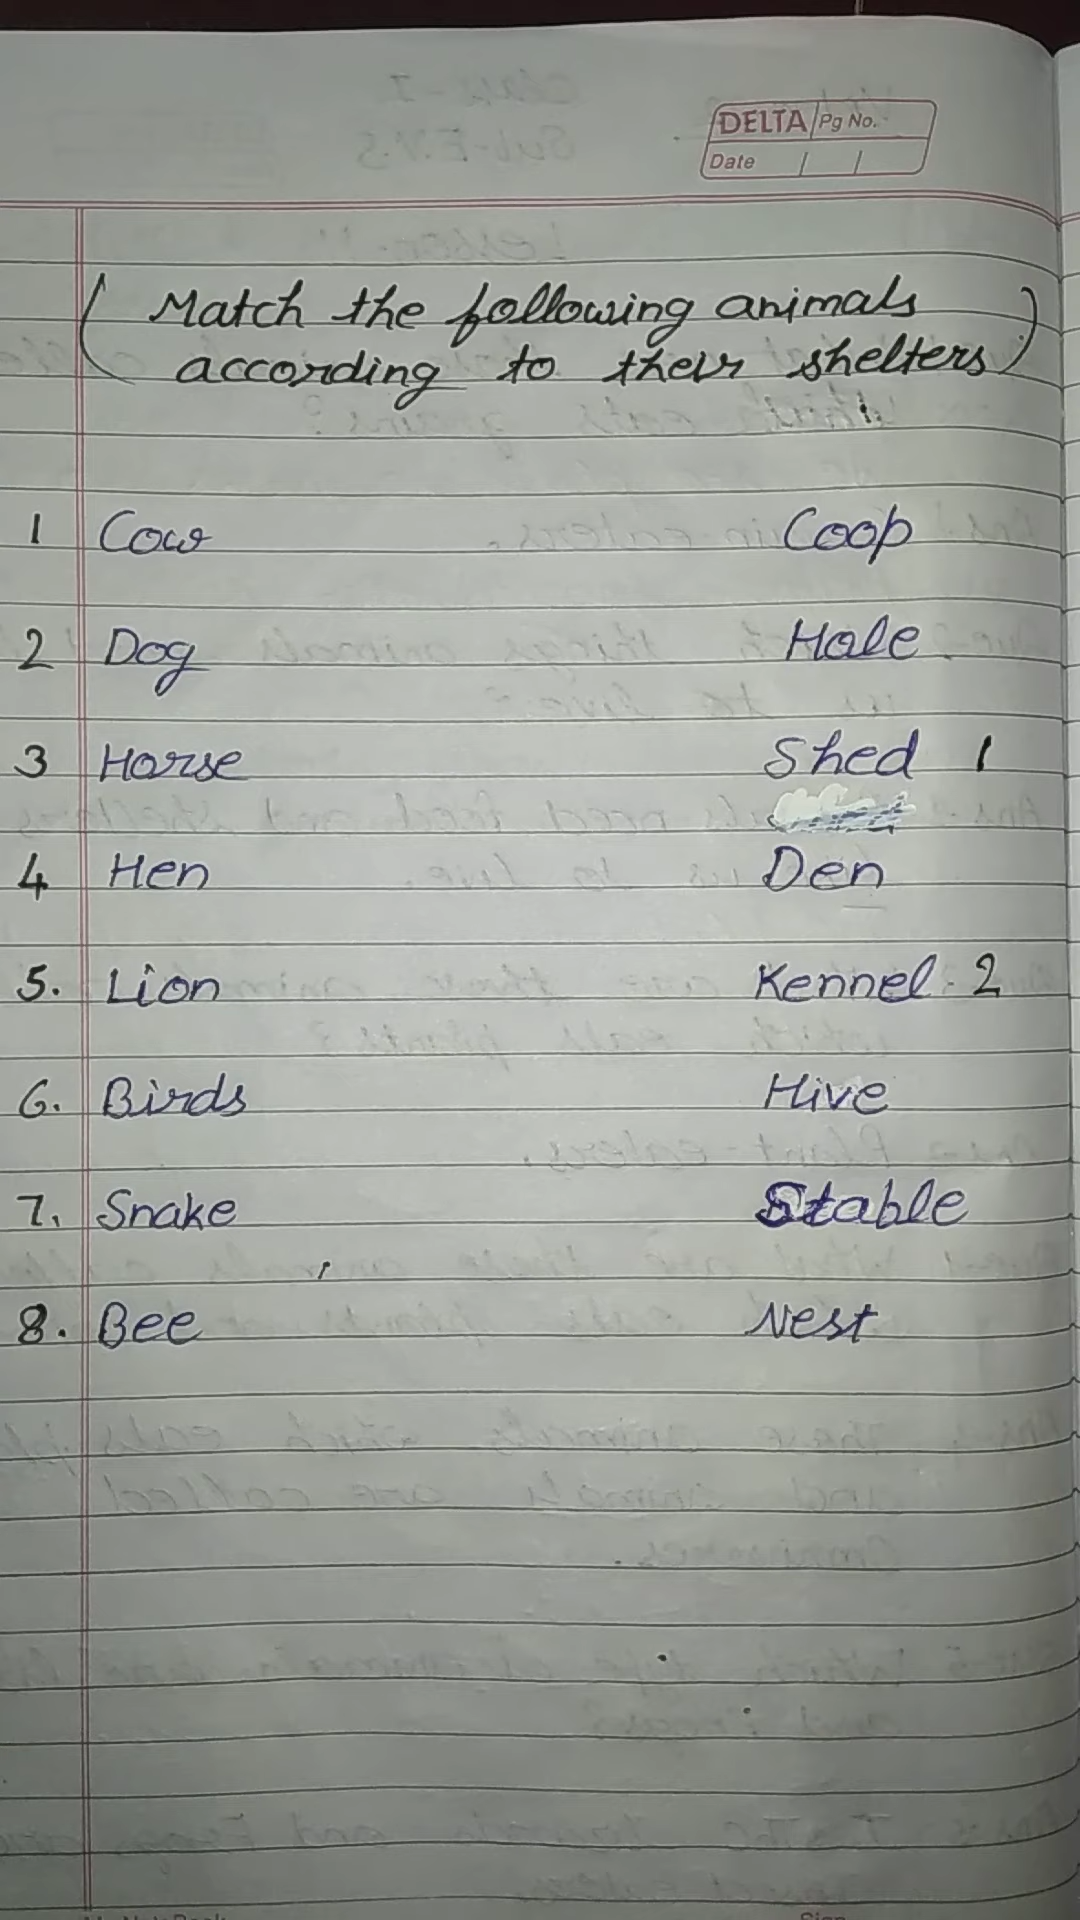 DELTA Pg No.
Date / /
(Match the following animals
according to their shelters)
1 Cow Coop
2 Dog Hole
3 Horse Shed 1
4 Hen Den
5. Lion Kennel 2
6. Birds Hive
7. Snake Stable
8. Bee Nest